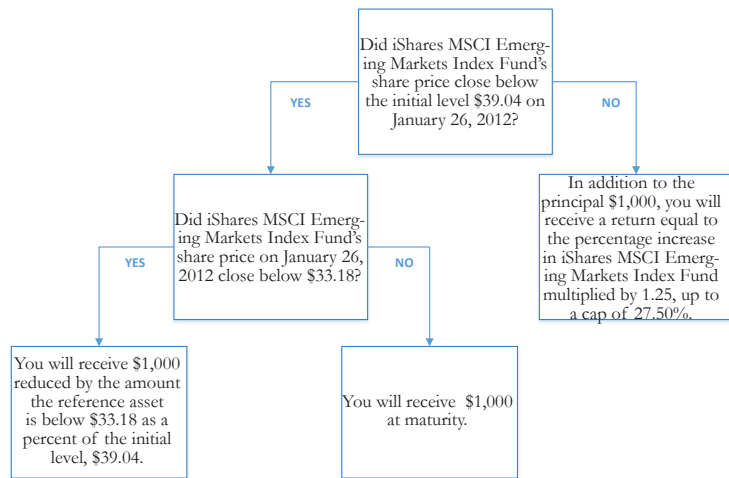 Did iShares MSCI Emerg-
ing Markets Index Fund's
share price close below
the initial level $39.04 on
January 26, 2012?
YES
NO
Did iShares MSCI Emerg-
ing Markets Index Fund's
share price on January 26,
2012 close below $33.18?
In addition to the
principal $1,000, you will
receive a return equal to
the percentage increase
in iShares MSCI Emerg-
ing Markets Index Fund
multiplied by 1.25, up to
a cap of 27.50%.
YES
NO
You will receive $1,000
reduced by the amount
the reference asset
is below $33.18 as a
percent of the initial
level, $39.04.
You will receive $1,000
at maturity.